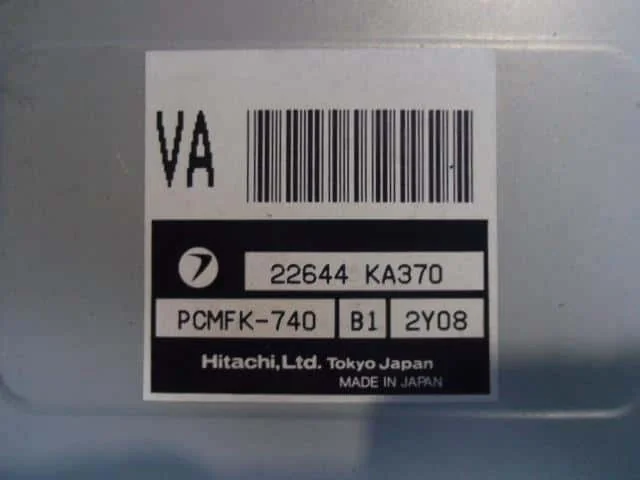 VA
22644 KA370
PCMFK-740 B1 2Y08
Hitachi,Ltd. Tokyo Japan
MADE IN JAPAN